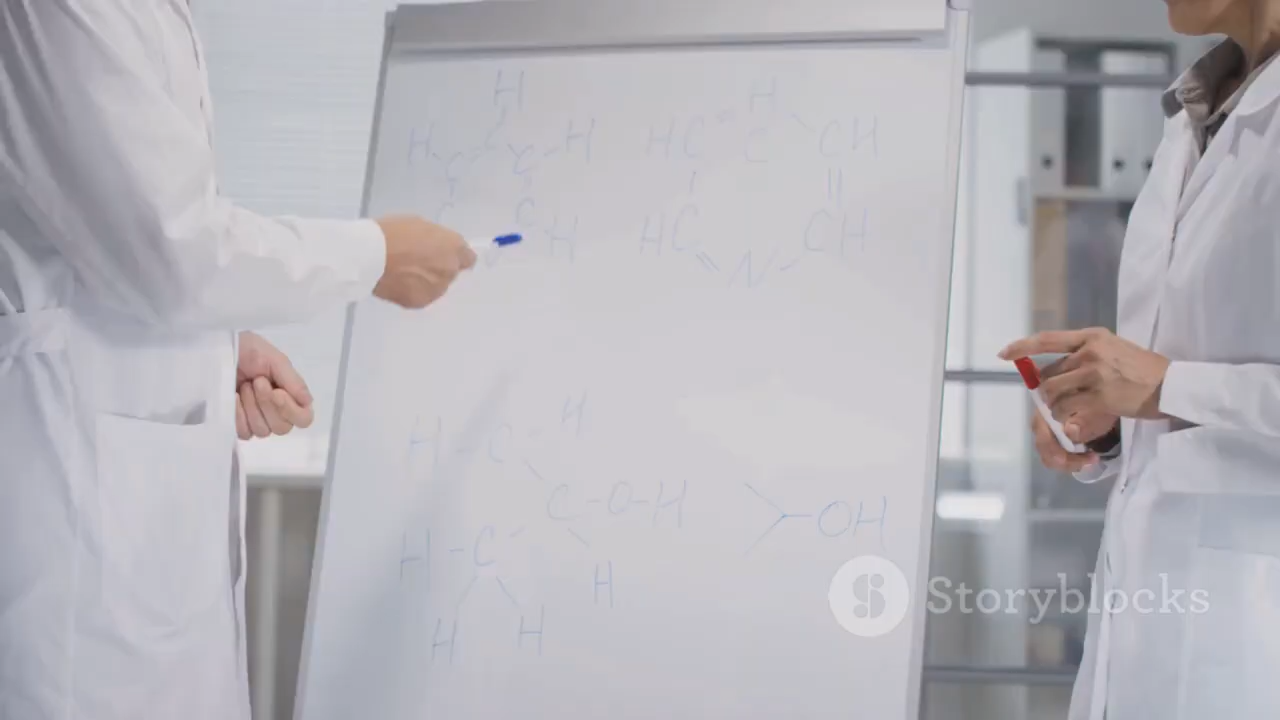 H
H C C H
C C H
H
HC C CH
HC N CH
H
H C
C-O-H
H-C
H
H H
OH
Storyblocks